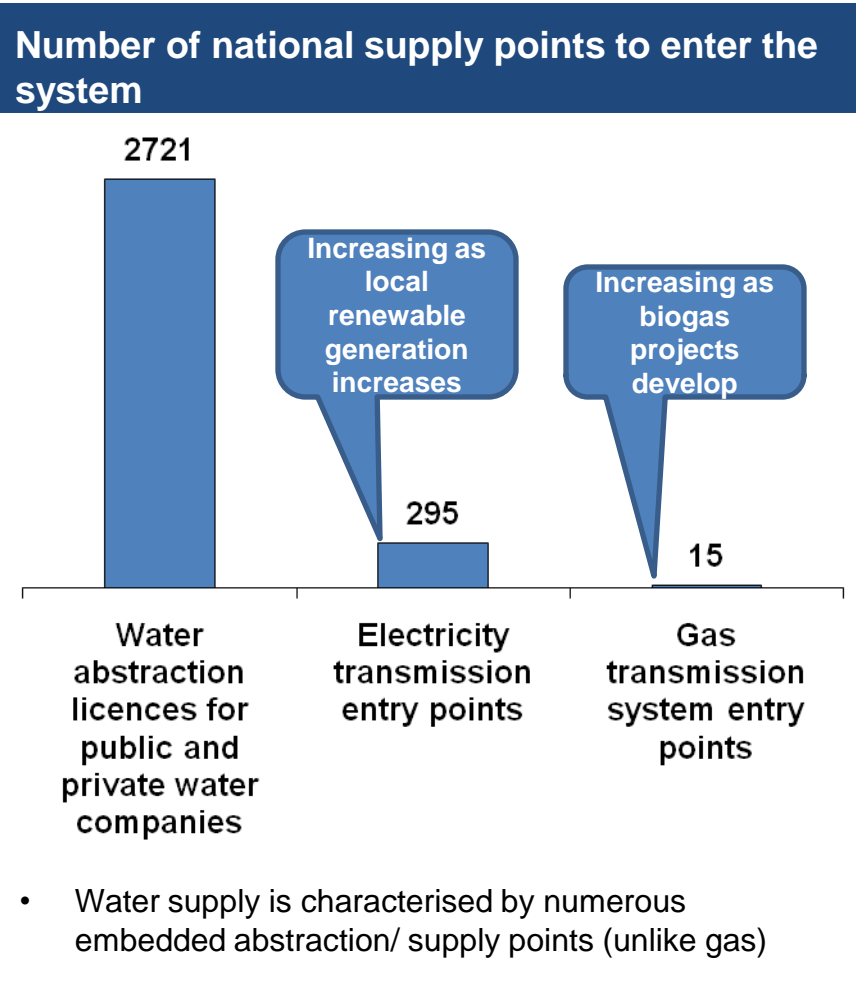 Number of national supply points to enter the
system
2721
Increasing as
local
renewable
generation
increases
Increasing as
biogas
projects
develop
295
15
Water
abstraction
licences for
public and
private water
companies
Electricity
transmission
entry points
Gas
transmission
system entry
points
• Water supply is characterised by numerous
embedded abstraction/ supply points (unlike gas)